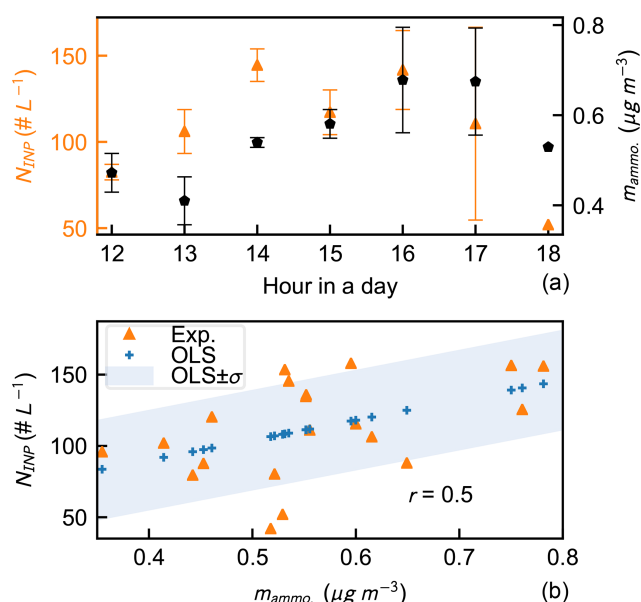 150
100
50
N_INP (# L⁻¹)
0.8
0.6
0.4
m_ammo. (μg m⁻³)
12 13 14 15 16 17 18
Hour in a day
(a)
Exp.
OLS
OLS±σ
150
100
50
N_INP (# L⁻¹)
r = 0.5
0.4 0.5 0.6 0.7 0.8
m_ammo. (μg m⁻³)
(b)